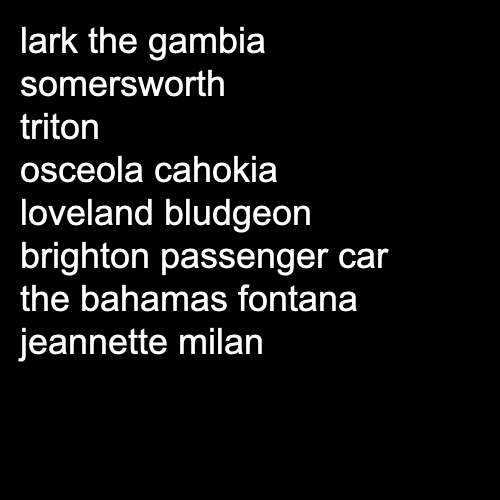 lark the gambia
somersworth
triton
osceola cahokia
loveland bludgeon
brighton passenger car
the bahamas fontana
jeannette milan